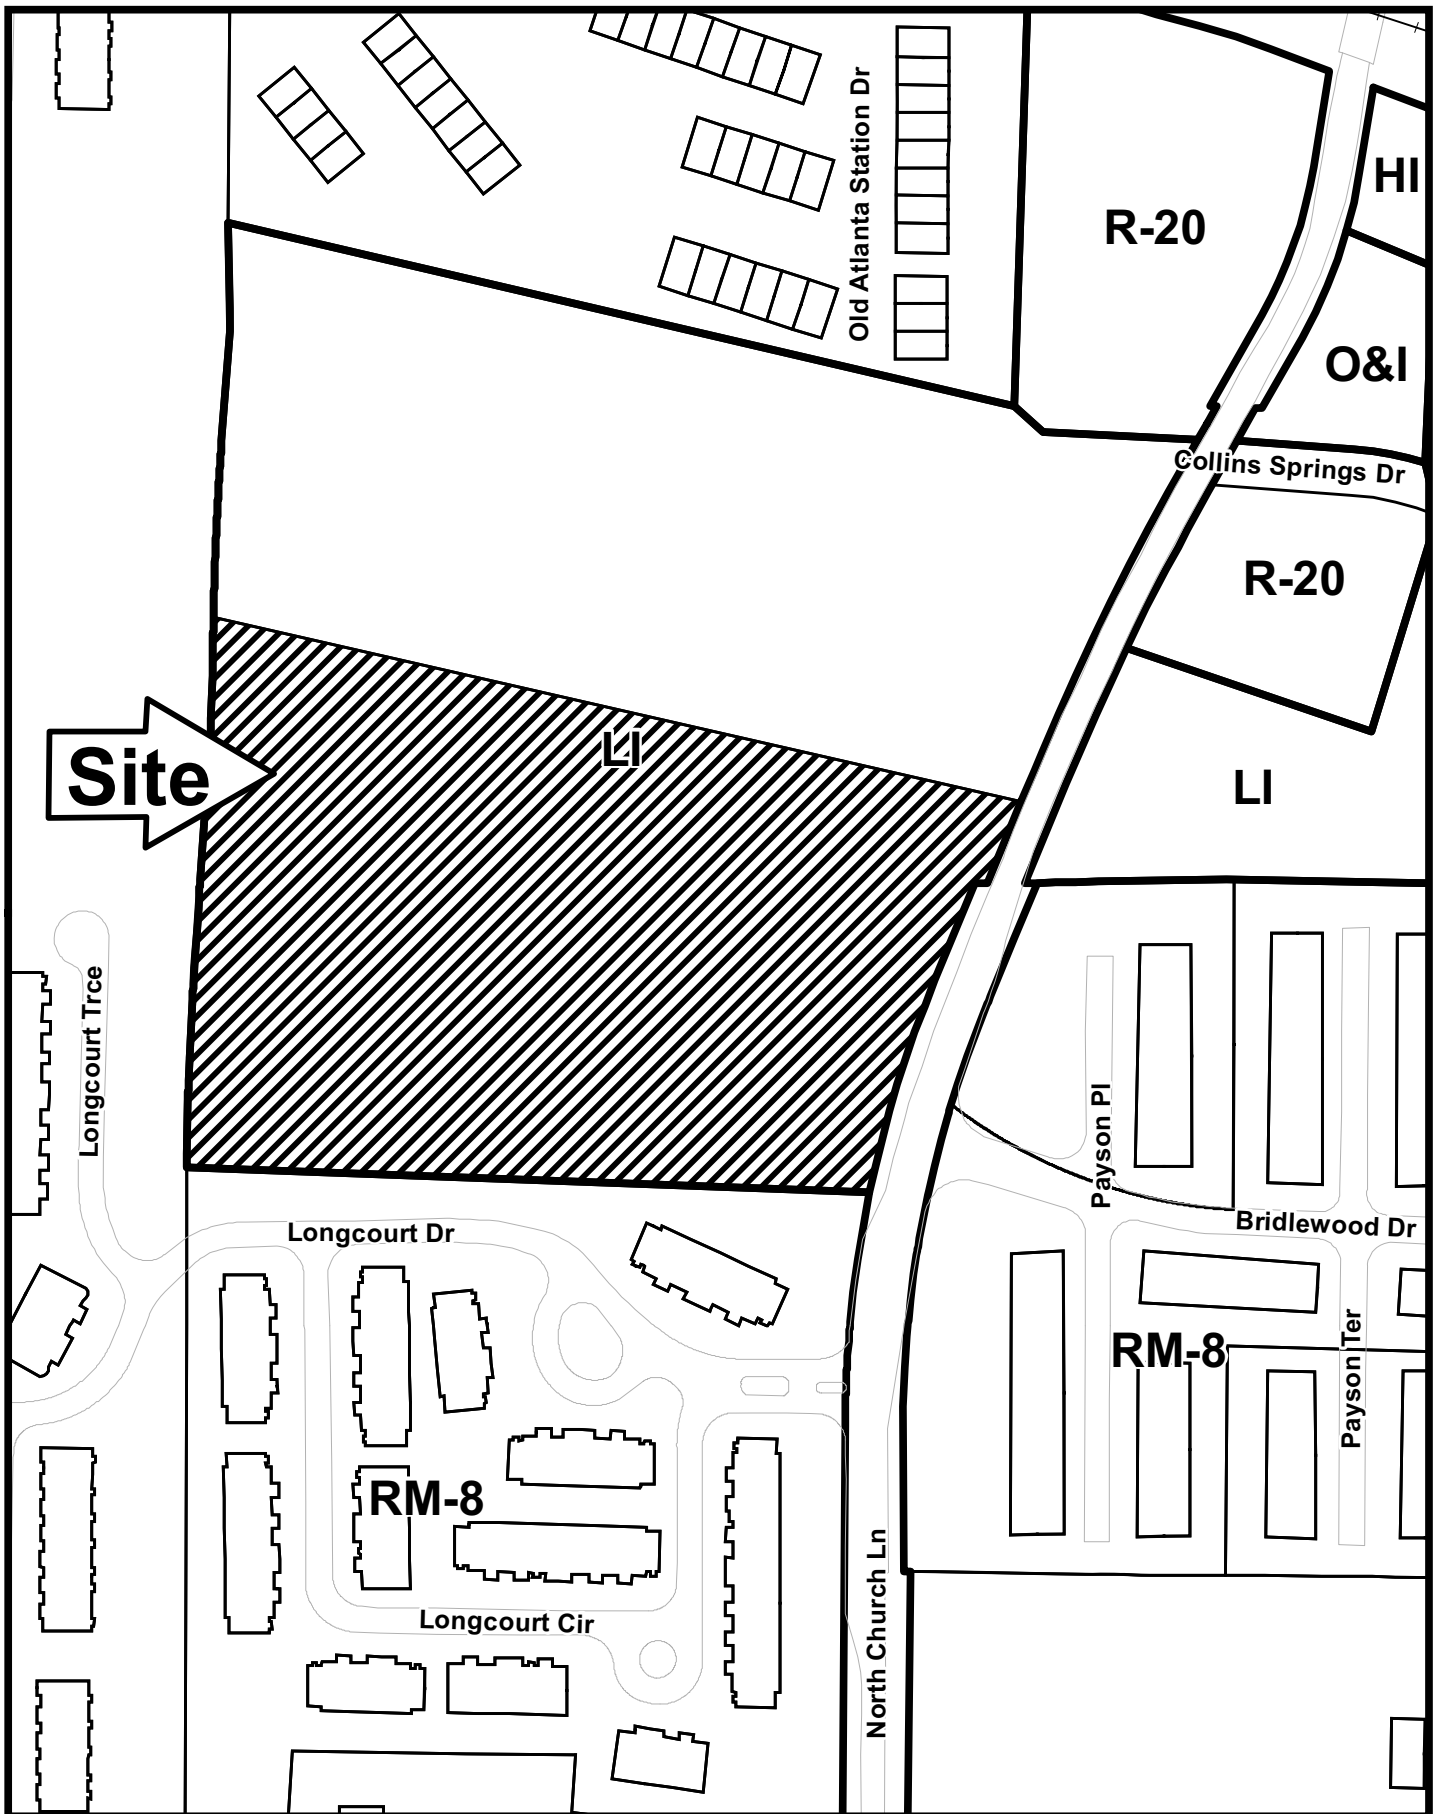 Old Atlanta Station Dr
HI
R-20
O&I
Collins Springs Dr
R-20
LI
Site
LI
Longcourt Trce
Payson Pl
Longcourt Dr
Bridlewood Dr
RM-8
Payson Ter
RM-8
Longcourt Cir
North Church Ln